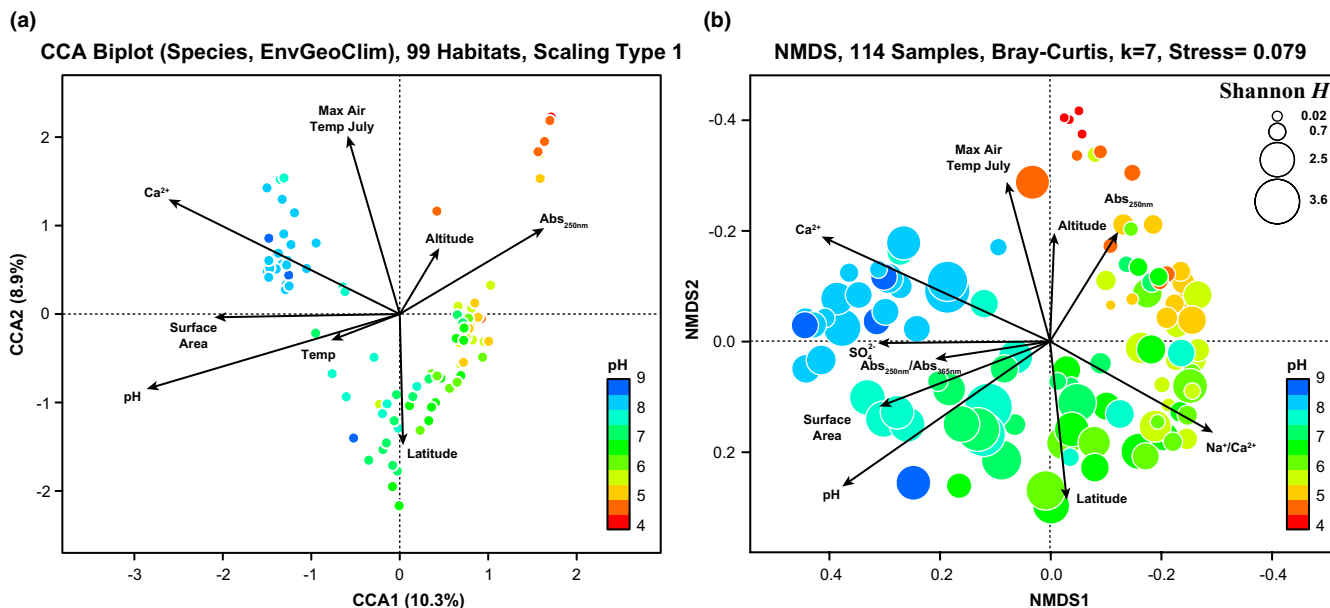 (a)
CCA Biplot (Species, EnvGeoClim), 99 Habitats, Scaling Type 1
Max Air
Temp July
Ca²⁺
Abs250nm
Altitude
Surface
Area
Temp
pH
Latitude
pH
9
8
7
6
5
4
2
1
0
-1
-2
CCA2 (8.9%)
-3
-2
-1
0
1
2
CCA1 (10.3%)
(b)
NMDS, 114 Samples, Bray-Curtis, k=7, Stress= 0.079
Shannon H
0.02
0.7
2.5
3.6
Max Air
Temp July
Abs250nm
Ca²⁺
Altitude
SO₄²⁻
Abs250nm/Abs365nm
Surface
Area
Na⁺/Ca²⁺
pH
Latitude
pH
9
8
7
6
5
4
-0.4
-0.2
0.0
0.2
NMDS2
0.4
0.2
0.0
-0.2
-0.4
NMDS1